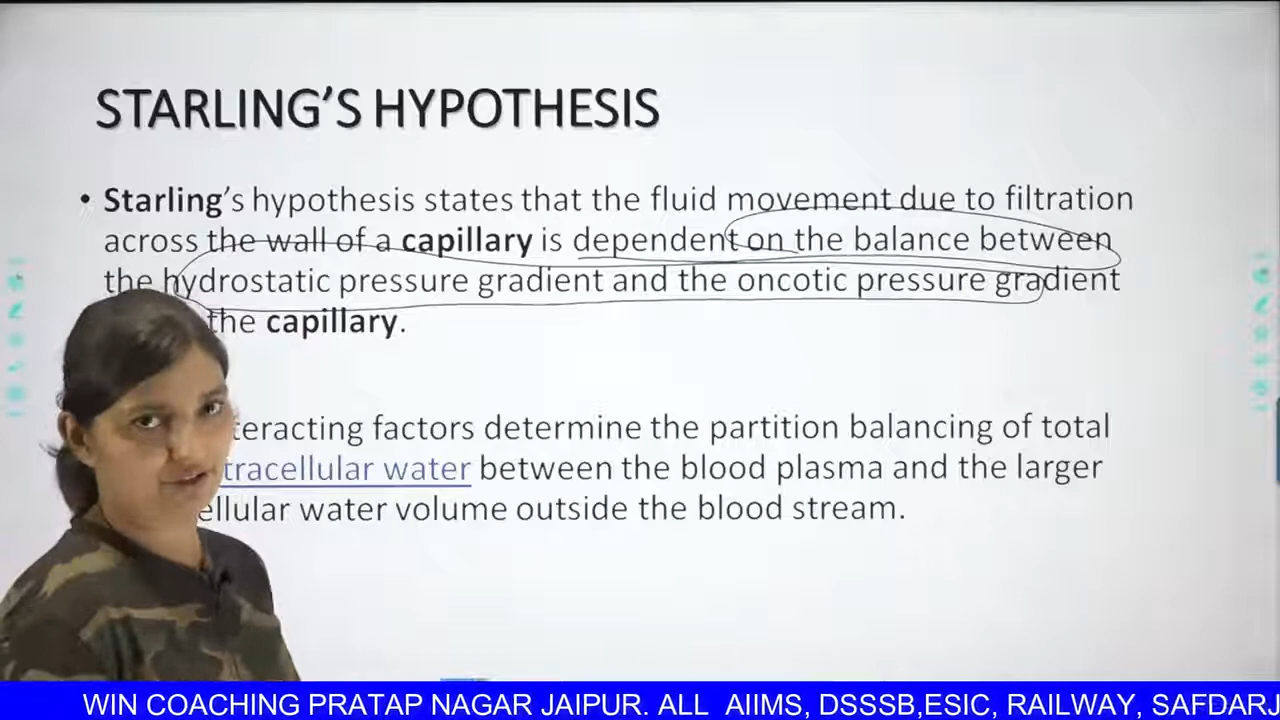 STARLING'S HYPOTHESIS
• Starling's hypothesis states that the fluid movement due to filtration
across the wall of a capillary is dependent on the balance between
the hydrostatic pressure gradient and the oncotic pressure gradient
the capillary.
teracting factors determine the partition balancing of total
tracellular water between the blood plasma and the larger
ellular water volume outside the blood stream.
WIN COACHING PRATAP NAGAR JAIPUR. ALL AIIMS, DSSSB,ESIC, RAILWAY, SAFDARJ